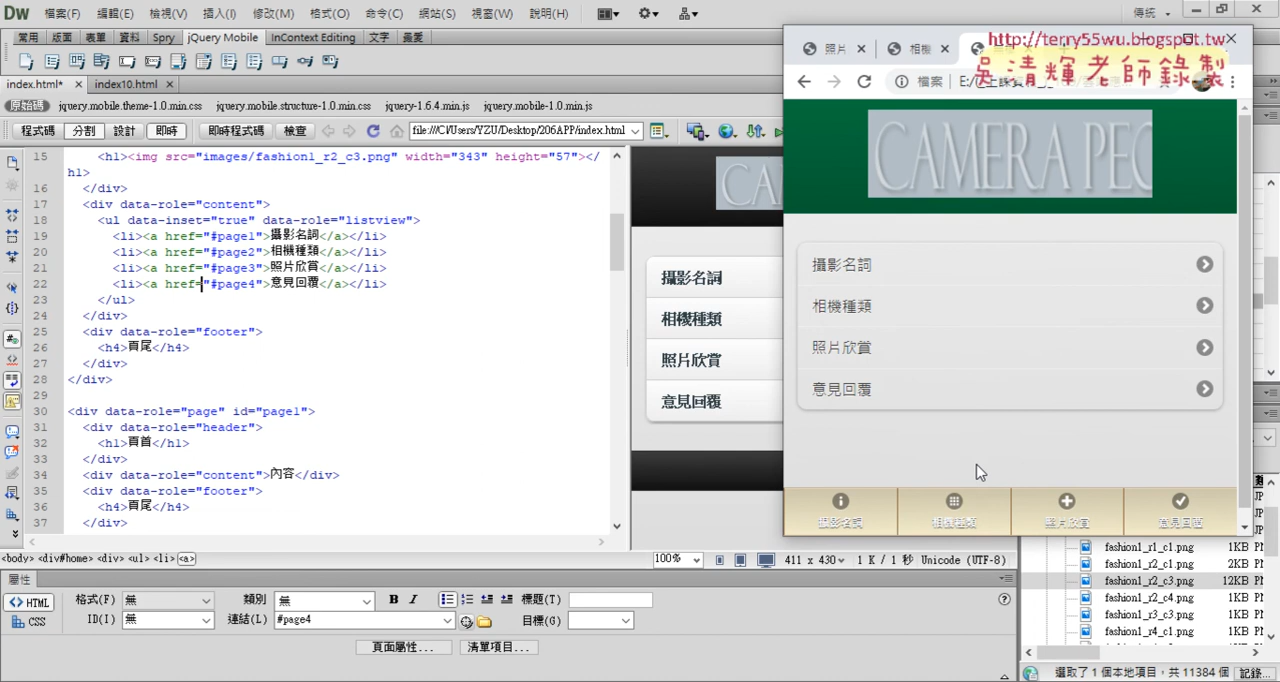 Dw 檔案(F) 編輯(E) 檢視(V) 插入(I) 修改(M) 格式(O) 命令(C) 網站(S) 視窗(W) 說明(H) 傳統
常用 版面 表單 資料 Spry jQuery Mobile InContext Editing 文字 最愛
http://terry55wu.blogspot.tw
吳清輝老師錄製
照片 相機
檔案 E:/
index.html* index10.html
原始碼 jquery.mobile.theme-1.0.min.css jquery.mobile.structure-1.0.min.css jquery-1.6.4.min.js jquery.mobile-1.0.min.js
程式碼 分割 設計 即時 即時程式碼 檢查 file:///C|/Users/YZU/Desktop/206APP/index.html
15 <h1><img src="images/fashion1_r2_c3.png" width="343" height="57"></
h1>
16 </div>
17 <div data-role="content">
18 <ul data-inset="true" data-role="listview">
19 <li><a href="#page1">攝影名詞</a></li>
20 <li><a href="#page2">相機種類</a></li>
21 <li><a href="#page3">照片欣賞</a></li>
22 <li><a href="#page4">意見回覆</a></li>
23 </ul>
24 </div>
25 <div data-role="footer">
26 <h4>頁尾</h4>
27 </div>
28 </div>
29
30 <div data-role="page" id="page1">
31 <div data-role="header">
32 <h1>頁首</h1>
33 </div>
34 <div data-role="content">內容</div>
35 <div data-role="footer">
36 <h4>頁尾</h4>
37 </div>
CA
攝影名詞
相機種類
照片欣賞
意見回覆
CAMERA PEO
攝影名詞
相機種類
照片欣賞
意見回覆
攝影名詞 相機種類 照片欣賞 意見回覆
<body> <div#home> <div> <ul> <li> <a> 100% 411 x 430 1 K / 1 秒 Unicode (UTF-8)
屬性
<> HTML 格式(F) 無 類別 無 B I 標題(T)
CSS ID(I) 無 連結(L) #page4 目標(G)
頁面屬性... 清單項目...
fashion1_r1_c1.png 1KB
fashion1_r2_c1.png 2KB
fashion1_r2_c3.png 12KB
fashion1_r2_c4.png 1KB
fashion1_r3_c1.png 1KB
fashion1_r4_c1.png 1KB
選取了 1 個本地項目，共 11384 個 記錄...